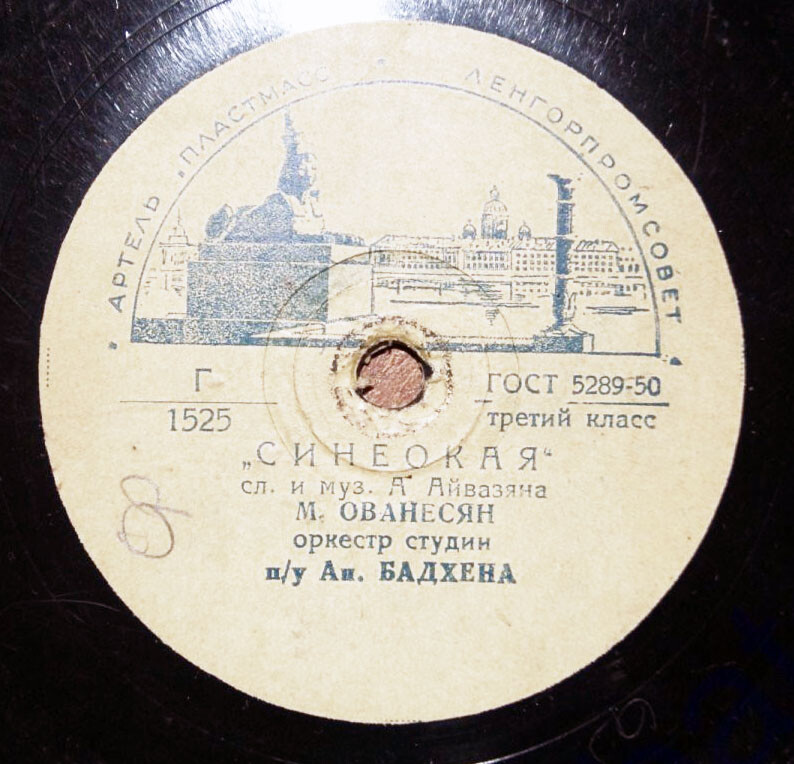 АРТЕЛЬ „ПЛАСТМАСС“ ЛЕНГОРПРОМСОВЕТ
Г
1525
ГОСТ 5289-50
третий класс
„СИНЕОКАЯ“
сл. и муз. А Айвазяна
М. ОВАНЕСЯН
оркестр студии
п/у Ан. БАДХЕНА